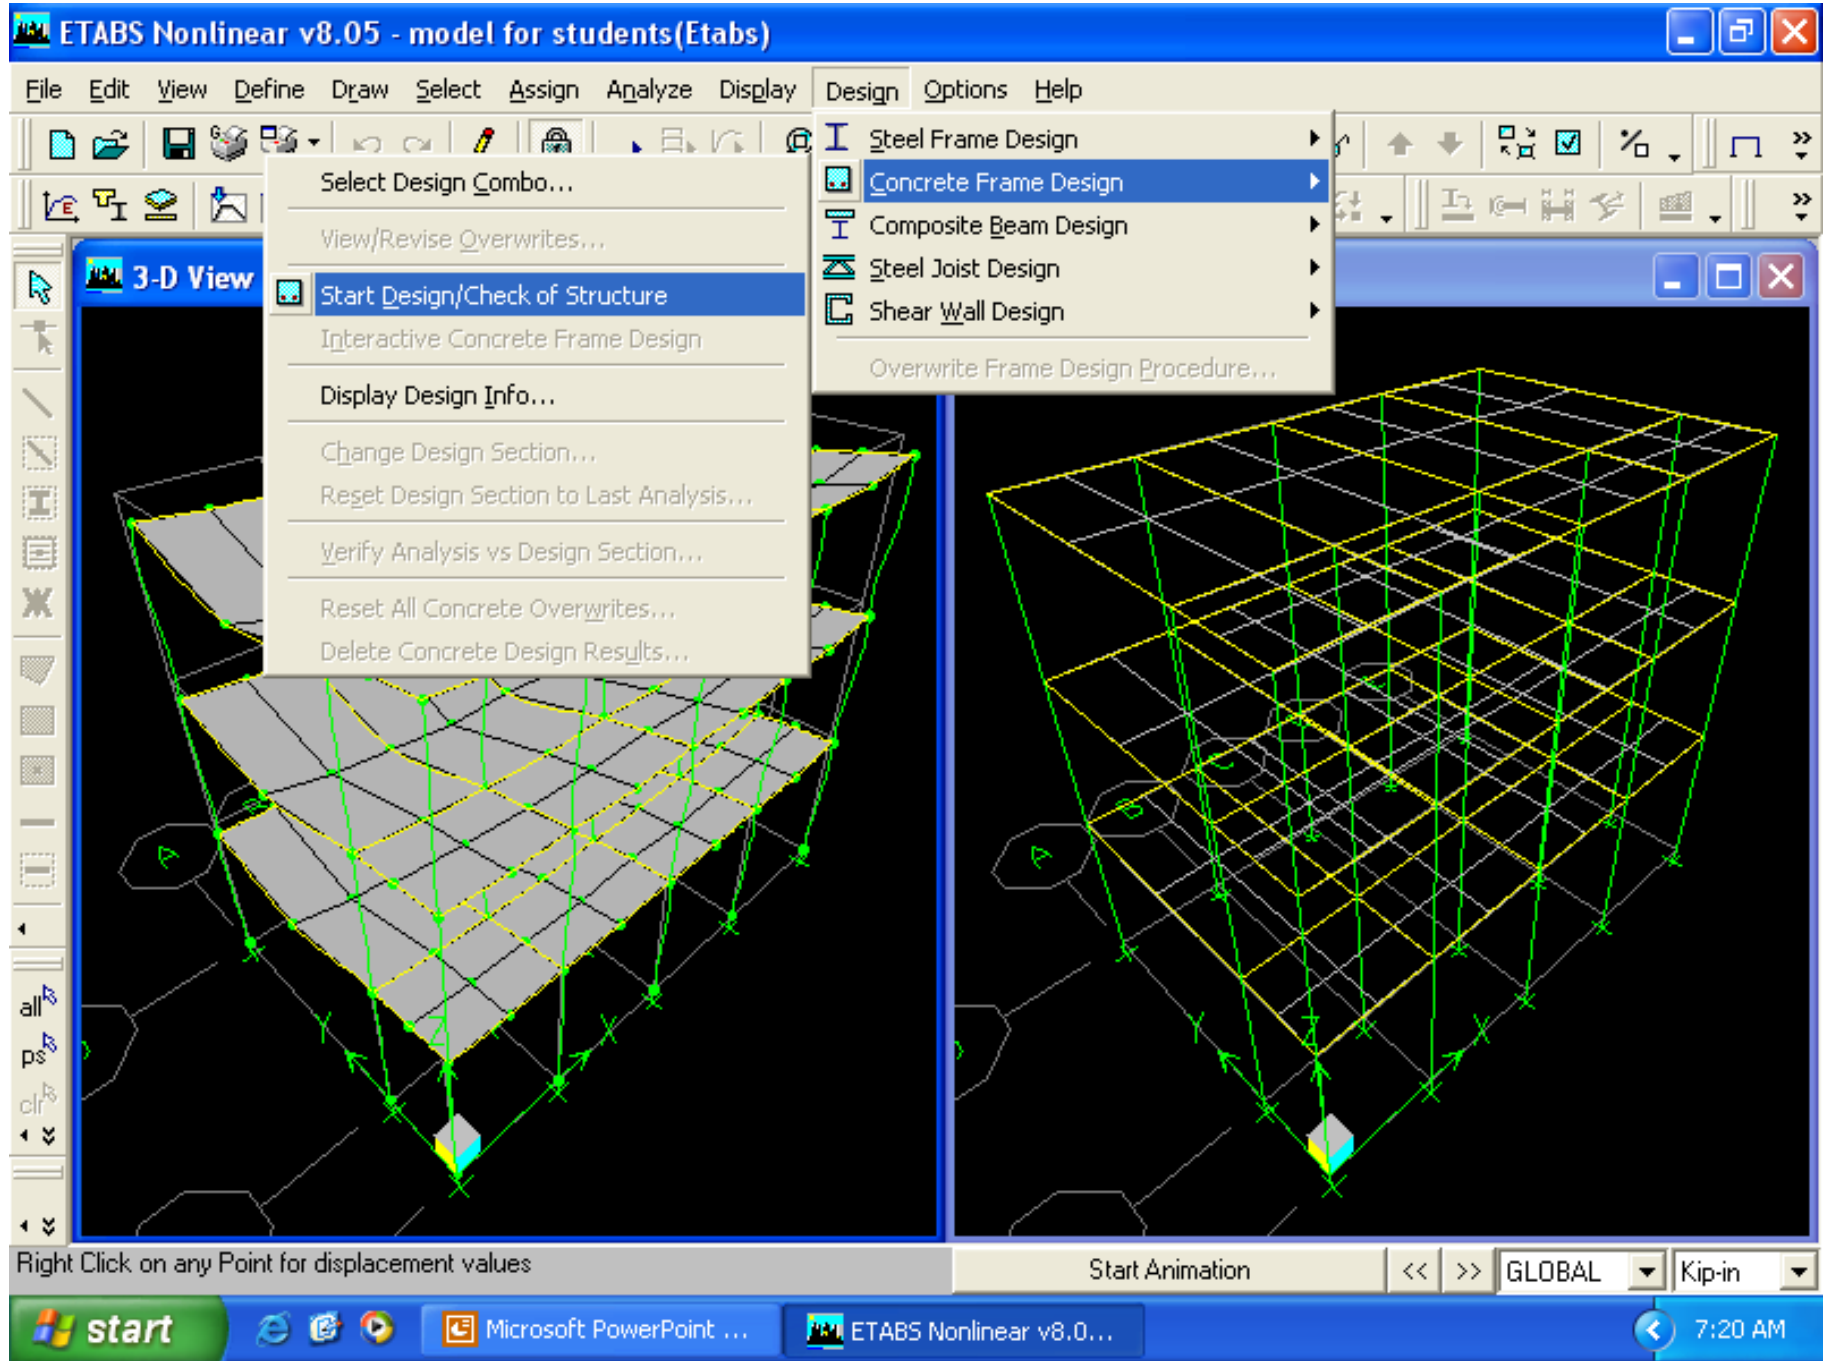 ETABS Nonlinear v8.05 - model for students(Etabs)
File Edit View Define Draw Select Assign Analyze Display Design Options Help
Steel Frame Design
Concrete Frame Design
Composite Beam Design
Steel Joist Design
Shear Wall Design
Overwrite Frame Design Procedure...
Select Design Combo...
View/Revise Overwrites...
Start Design/Check of Structure
Interactive Concrete Frame Design
Display Design Info...
Change Design Section...
Reset Design Section to Last Analysis...
Verify Analysis vs Design Section...
Reset All Concrete Overwrites...
Delete Concrete Design Results...
3-D View
all
ps
clr
A
B
Y
Z
X
A
B
C
Y
Z
X
Right Click on any Point for displacement values
Start Animation << >> GLOBAL Kip-in
start Microsoft PowerPoint ... ETABS Nonlinear v8.0... 7:20 AM